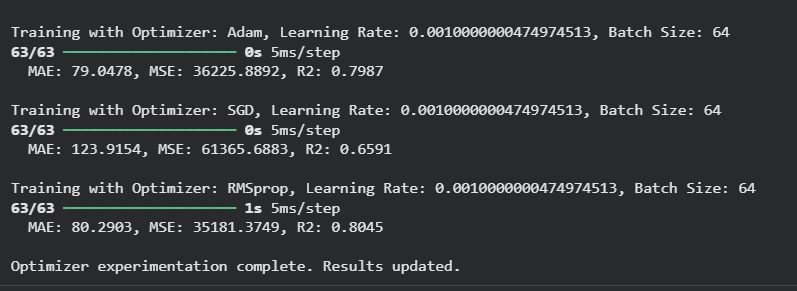 Training with Optimizer: Adam, Learning Rate: 0.0010000000474974513, Batch Size: 64
63/63 ━━━━━━━━━━━━━━━━━━━━ 0s 5ms/step
MAE: 79.0478, MSE: 36225.8892, R2: 0.7987
Training with Optimizer: SGD, Learning Rate: 0.0010000000474974513, Batch Size: 64
63/63 ━━━━━━━━━━━━━━━━━━━━ 0s 5ms/step
MAE: 123.9154, MSE: 61365.6883, R2: 0.6591
Training with Optimizer: RMSprop, Learning Rate: 0.0010000000474974513, Batch Size: 64
63/63 ━━━━━━━━━━━━━━━━━━━━ 1s 5ms/step
MAE: 80.2903, MSE: 35181.3749, R2: 0.8045
Optimizer experimentation complete. Results updated.